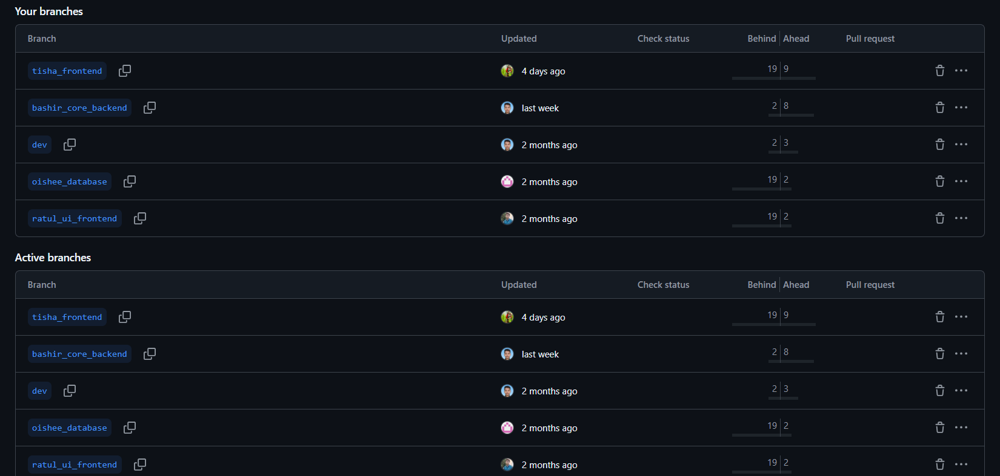 Your branches
Branch Updated Check status Behind Ahead Pull request
tisha_frontend 4 days ago 19 9
bashir_core_backend last week 2 8
dev 2 months ago 2 3
oishee_database 2 months ago 19 2
ratul_ui_frontend 2 months ago 19 2
Active branches
Branch Updated Check status Behind Ahead Pull request
tisha_frontend 4 days ago 19 9
bashir_core_backend last week 2 8
dev 2 months ago 2 3
oishee_database 2 months ago 19 2
ratul_ui_frontend 2 months ago 19 2